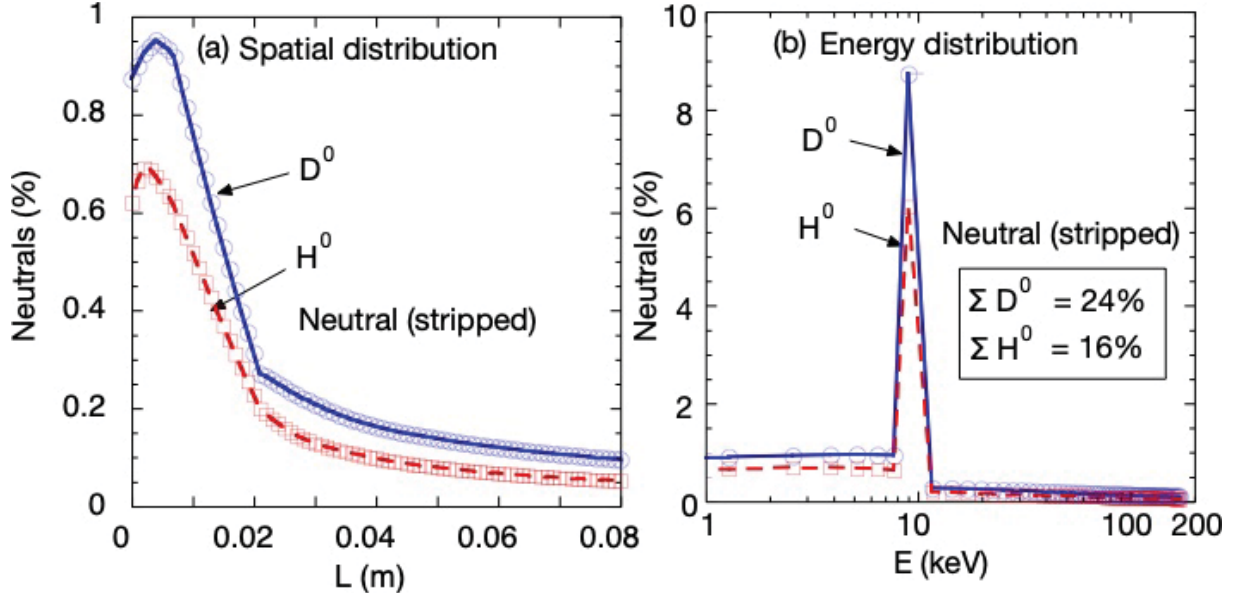 (a) Spatial distribution
1
0.8
0.6
0.4
0.2
0
Neutrals (%)
D⁰
H⁰
Neutral (stripped)
0 0.02 0.04 0.06 0.08
L (m)
(b) Energy distribution
10
8
6
4
2
0
Neutrals (%)
D⁰
H⁰
Neutral (stripped)
Σ D⁰ = 24%
Σ H⁰ = 16%
1 10 100 200
E (keV)